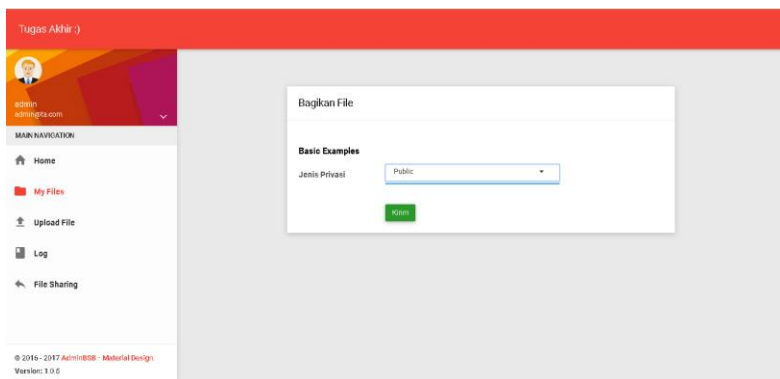 Tugas Akhir :)
admin
admin@ta.com
MAIN NAVIGATION
Home
My Files
Upload File
Log
File Sharing
© 2016 - 2017 AdminBSB - Material Design.
Version: 1.0.5
Bagikan File
Basic Examples
Jenis Privasi
Public
Kirim